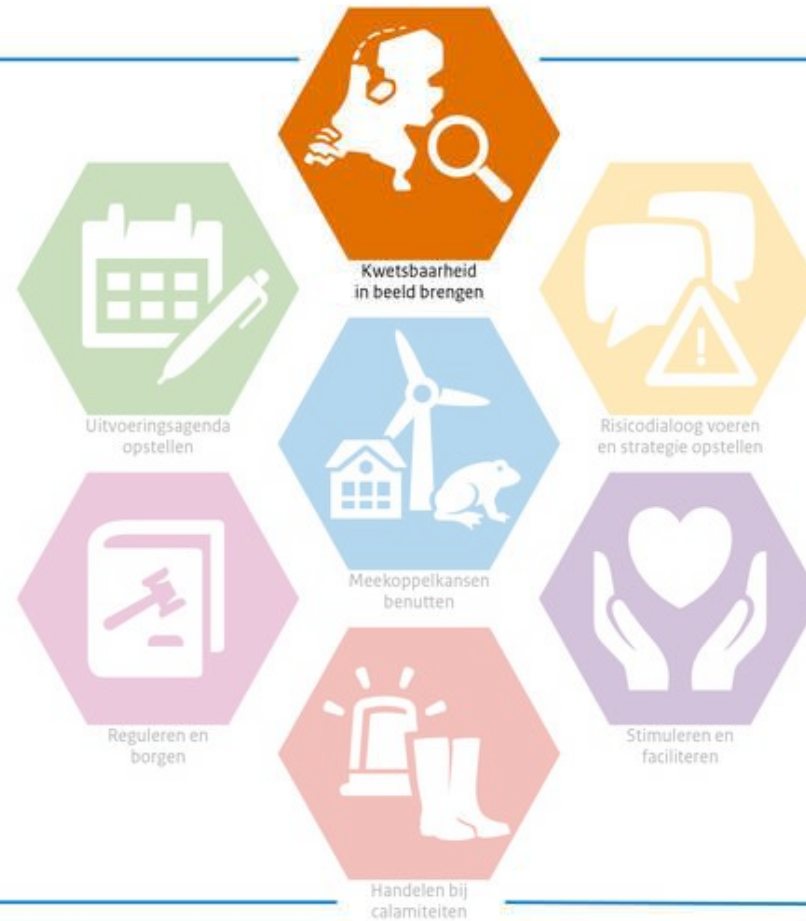 Kwetsbaarheid
in beeld brengen
Uitvoeringsagenda
opstellen
Risicodialoog voeren
en strategie opstellen
Meekoppelkansen
benutten
Reguleren en
borgen
Stimuleren en
faciliteren
Handelen bij
calamiteiten